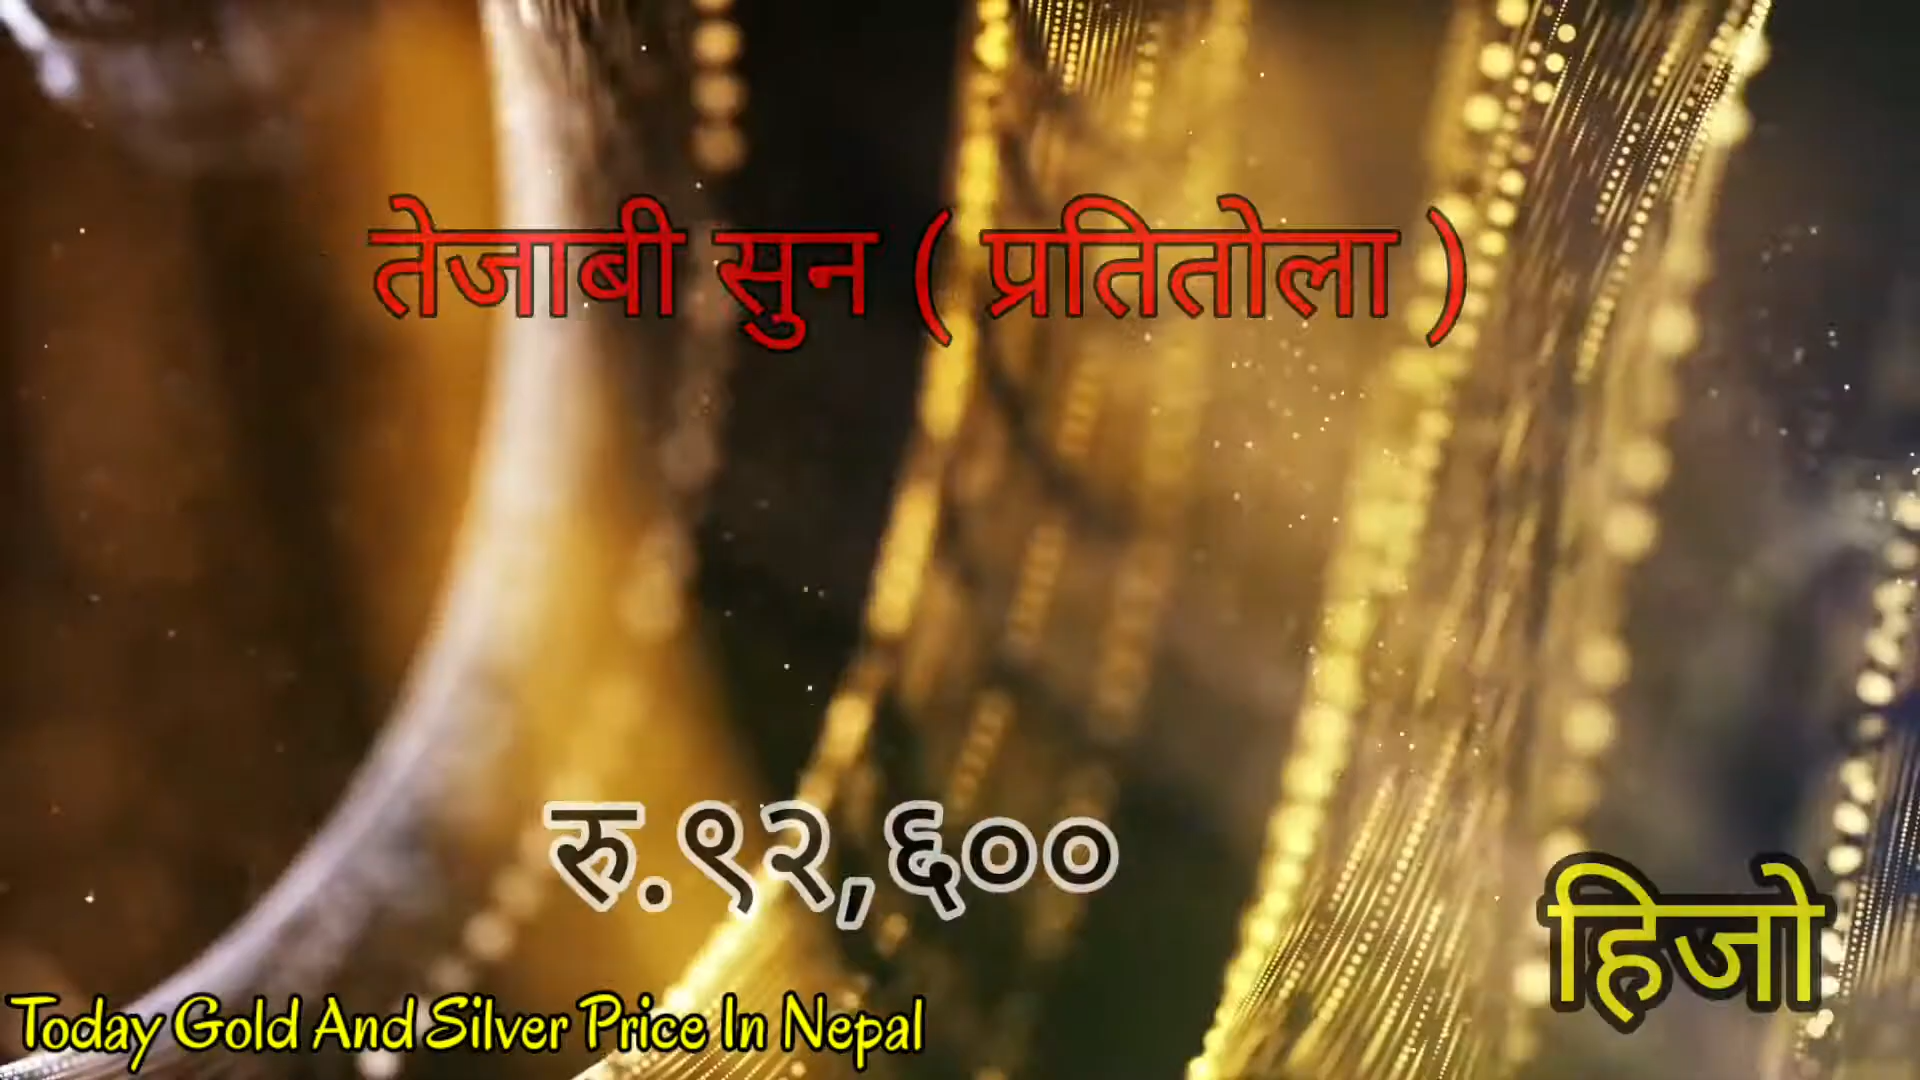 तेजाबी सुन ( प्रतितोला )
रु.९२,६००
हिजो
Today Gold And Silver Price In Nepal